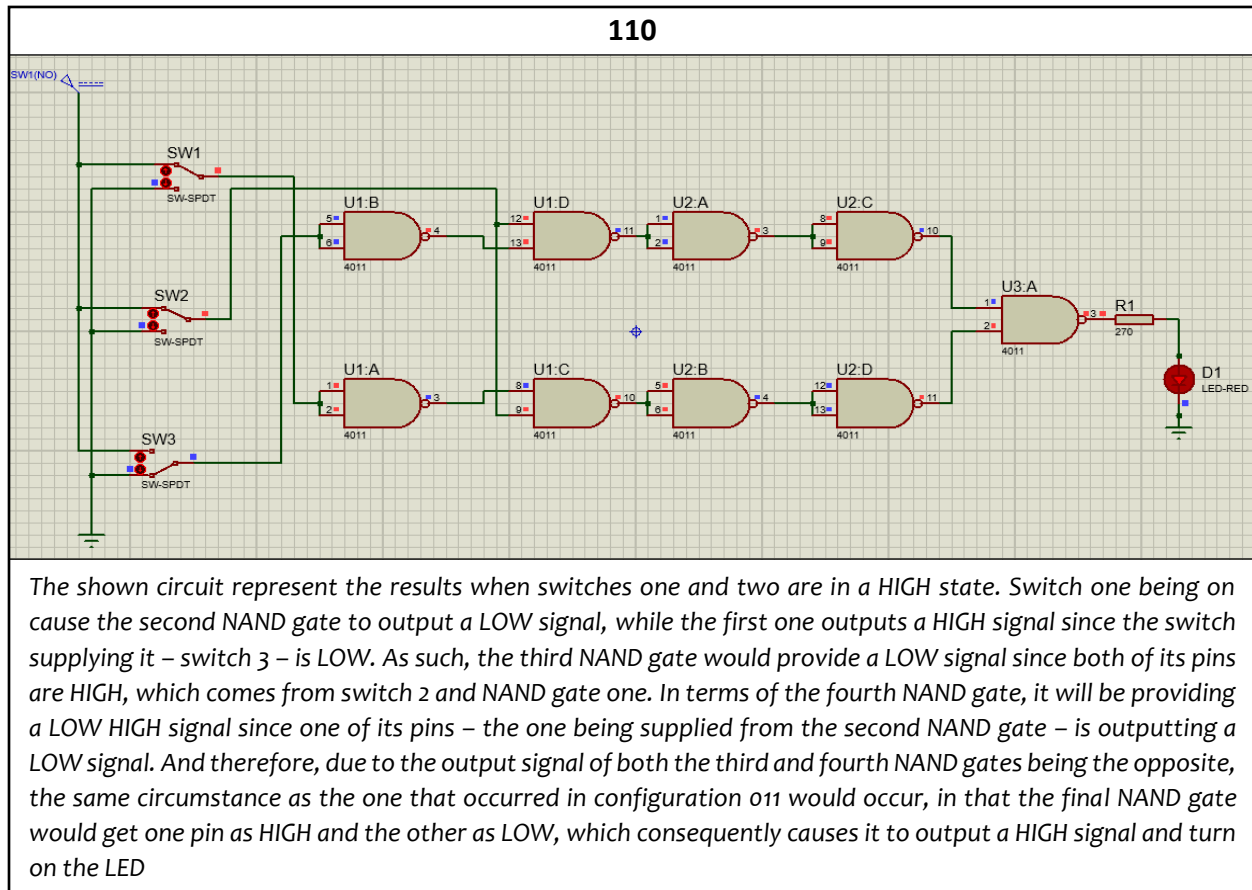 110
SW1(NO)
SW1
SW-SPDT
U1:B
5
6
4
4011
U1:D
12
13
11
4011
U2:A
1
2
3
4011
U2:C
8
9
10
4011
SW2
SW-SPDT
U3:A
1
2
3
4011
R1
270
D1
LED-RED
U1:A
1
2
3
4011
U1:C
8
9
10
4011
U2:B
5
6
4
4011
U2:D
12
13
11
4011
SW3
SW-SPDT
The shown circuit represent the results when switches one and two are in a HIGH state. Switch one being on
cause the second NAND gate to output a LOW signal, while the first one outputs a HIGH signal since the switch
supplying it – switch 3 – is LOW. As such, the third NAND gate would provide a LOW signal since both of its pins
are HIGH, which comes from switch 2 and NAND gate one. In terms of the fourth NAND gate, it will be providing
a LOW HIGH signal since one of its pins – the one being supplied from the second NAND gate – is outputting a
LOW signal. And therefore, due to the output signal of both the third and fourth NAND gates being the opposite,
the same circumstance as the one that occurred in configuration 011 would occur, in that the final NAND gate
would get one pin as HIGH and the other as LOW, which consequently causes it to output a HIGH signal and turn
on the LED